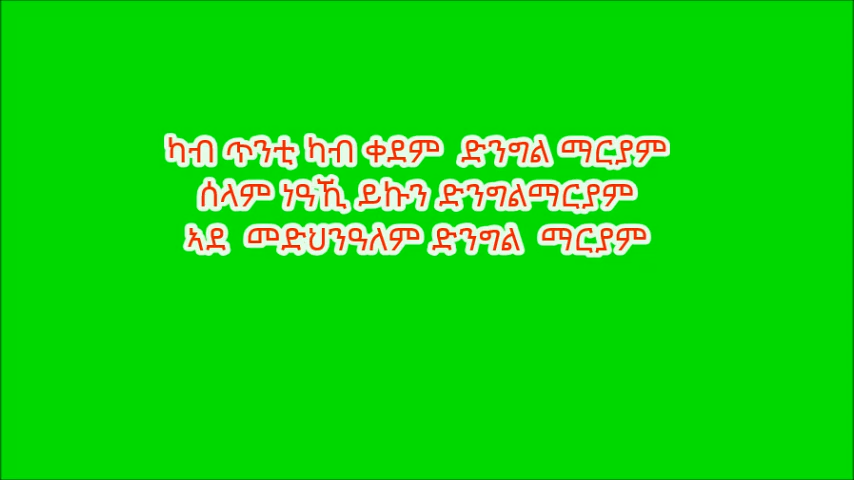 ካብ ጥንቲ ካብ ቀደም ድንግል ማርያም
ሰላም ነዓኺ ይኩን ድንግልማርያም
ኣደ መድህንዓለም ድንግል ማርያም